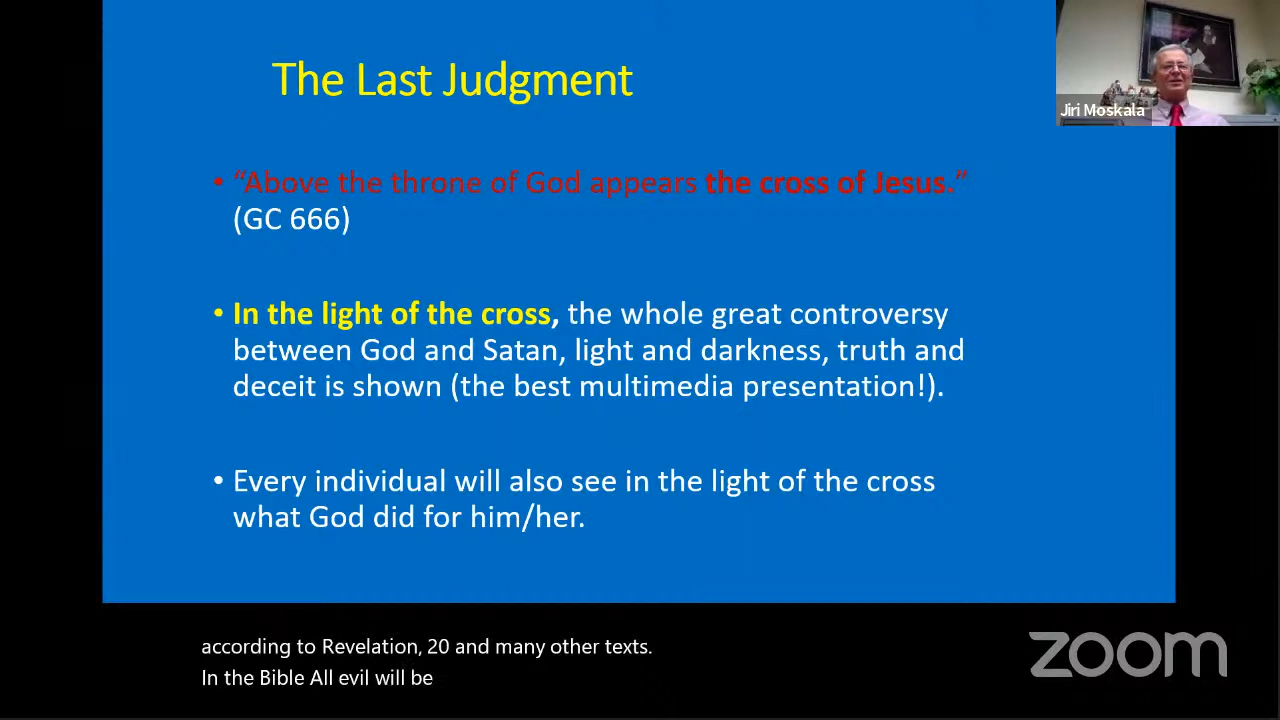 The Last Judgment
Jiri Moskala
• “Above the throne of God appears the cross of Jesus.”
(GC 666)
• In the light of the cross, the whole great controversy
between God and Satan, light and darkness, truth and
deceit is shown (the best multimedia presentation!).
• Every individual will also see in the light of the cross
what God did for him/her.
according to Revelation, 20 and many other texts.
In the Bible All evil will be
zoom